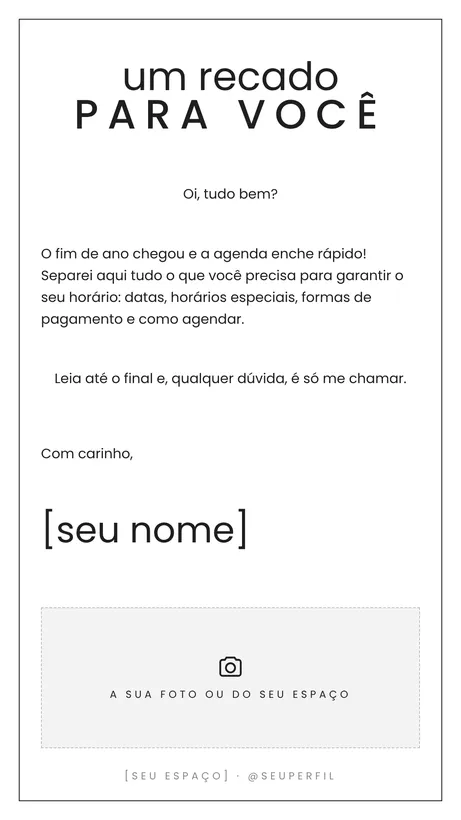 um recado
PARA VOCÊ
Oi, tudo bem?
O fim de ano chegou e a agenda enche rápido!
Separei aqui tudo o que você precisa para garantir o
seu horário: datas, horários especiais, formas de
pagamento e como agendar.
Leia até o final e, qualquer dúvida, é só me chamar.
Com carinho,
[seu nome]
A SUA FOTO OU DO SEU ESPAÇO
[SEU ESPAÇO] · @SEUPERFIL